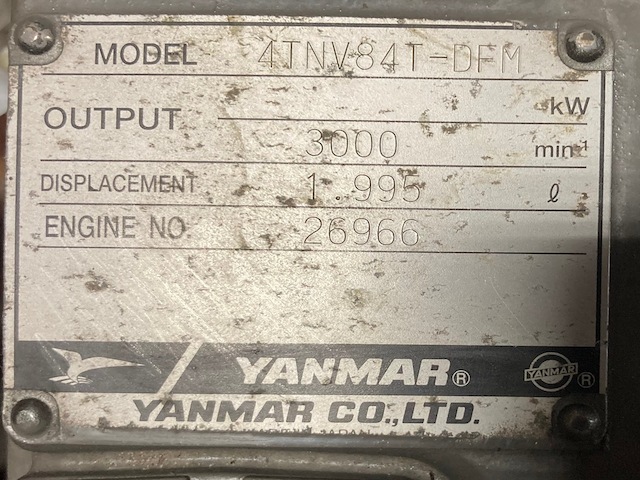 MODEL 4TNV84T-DFM
OUTPUT kW
3000 min-1
DISPLACEMENT 1.995 ℓ
ENGINE NO. 26966
YANMAR® YANMAR ®
YANMAR CO.,LTD.